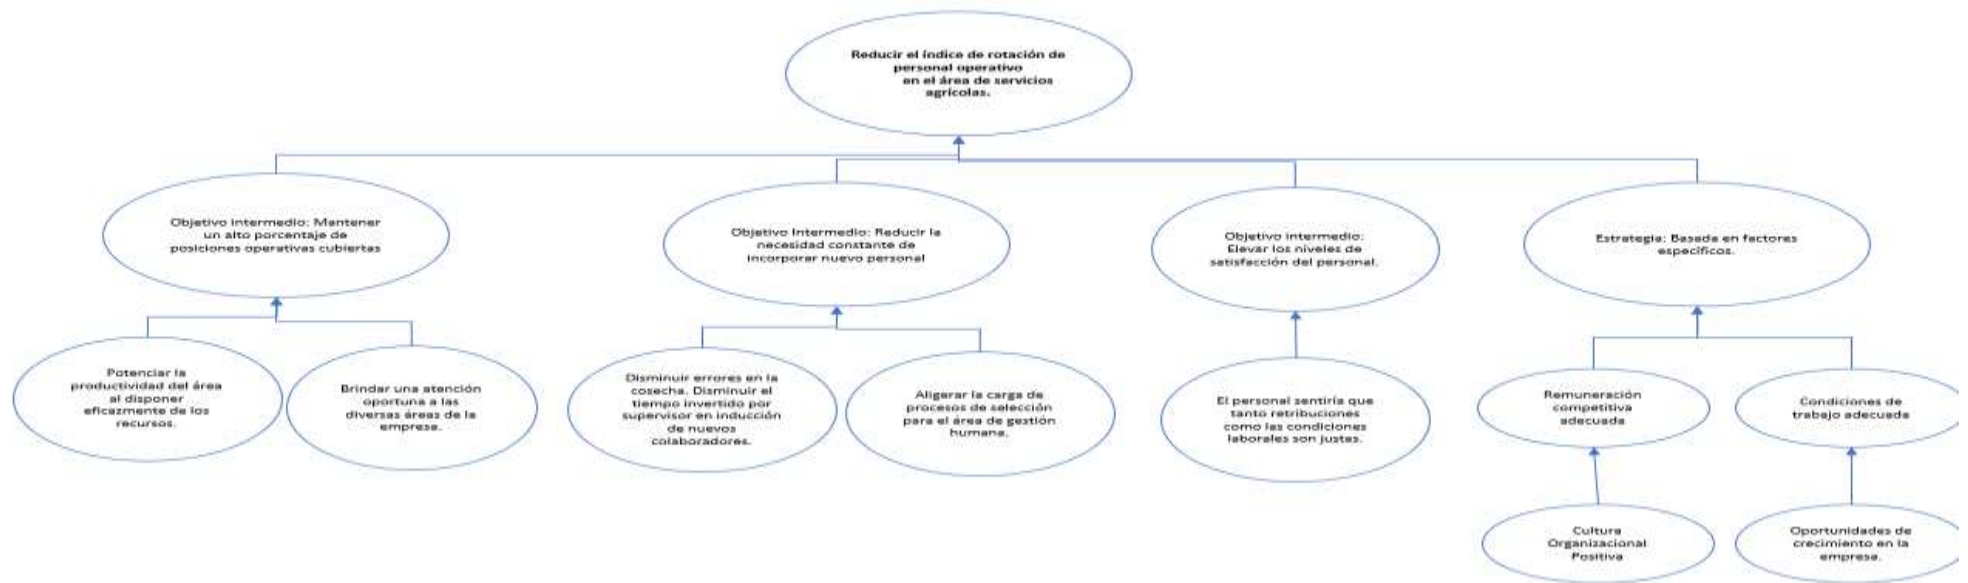 Reducir el índice de rotación de
personal operativo
en el área de servicios
agrícolas.
Objetivo intermedio: Mantener
un alto porcentaje de
posiciones operativas cubiertas
Objetivo Intermedio: Reducir la
necesidad constante de
incorporar nuevo personal
Objetivo intermedio:
Elevar los niveles de
satisfacción del personal.
Estrategia: Basada en factores
específicos.
Potenciar la
productividad del área
al disponer
eficazmente de los
recursos.
Brindar una atención
oportuna a las
diversas áreas de la
empresa.
Disminuir errores en la
cosecha. Disminuir el
tiempo invertido por
supervisor en inducción
de nuevos
colaboradores.
Aligerar la carga de
procesos de selección
para el área de gestión
humana.
El personal sentiría que
tanto retribuciones
como las condiciones
laborales son justas.
Remuneración
competitiva
adecuada
Condiciones de
trabajo adecuada
Cultura
Organizacional
Positiva
Oportunidades de
crecimiento en la
empresa.